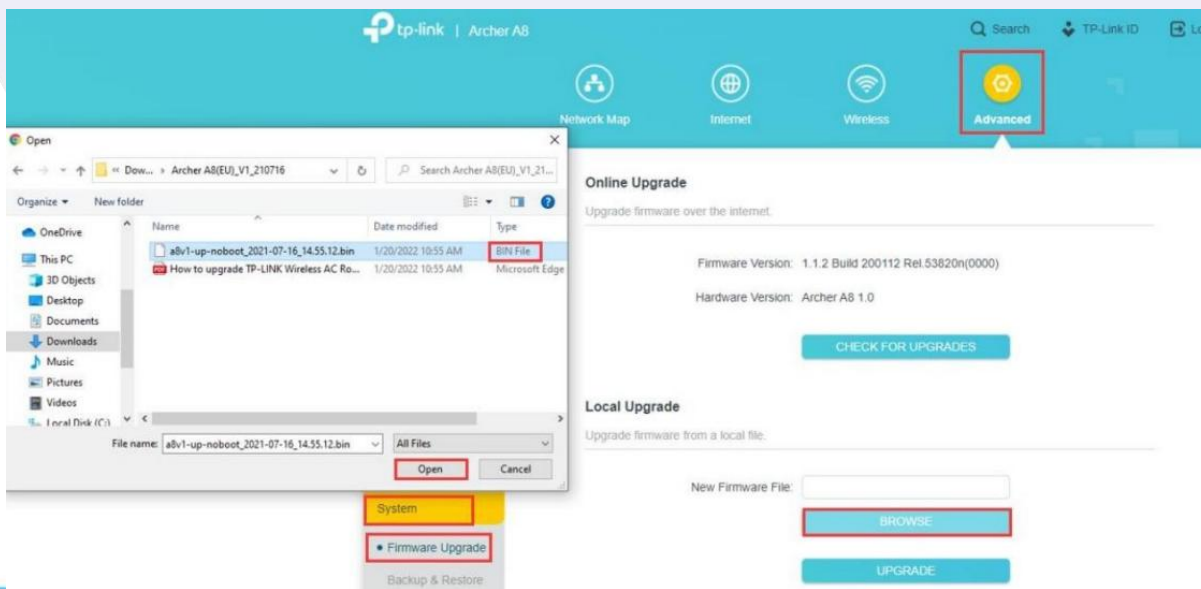 tp-link | Archer A8
Search
TP-Link ID
Network Map
Internet
Wireless
Advanced
Open
Dow... › Archer A8(EU)_V1_210716
Search Archer A8(EU)_V1_21...
Organize
New folder
Name
Date modified
Type
a8v1-up-noboot_2021-07-16_14.55.12.bin 1/20/2022 10:55 AM BIN File
How to upgrade TP-LINK Wireless AC Ro... 1/20/2022 10:55 AM Microsoft Edge
OneDrive
This PC
3D Objects
Desktop
Documents
Downloads
Music
Pictures
Videos
Local Disk (C:)
File name: a8v1-up-noboot_2021-07-16_14.55.12.bin
All Files
Open
Cancel
Online Upgrade
Upgrade firmware over the internet.
Firmware Version: 1.1.2 Build 200112 Rel.53820n(0000)
Hardware Version: Archer A8 1.0
CHECK FOR UPGRADES
Local Upgrade
Upgrade firmware from a local file.
New Firmware File:
BROWSE
UPGRADE
System
Firmware Upgrade
Backup & Restore